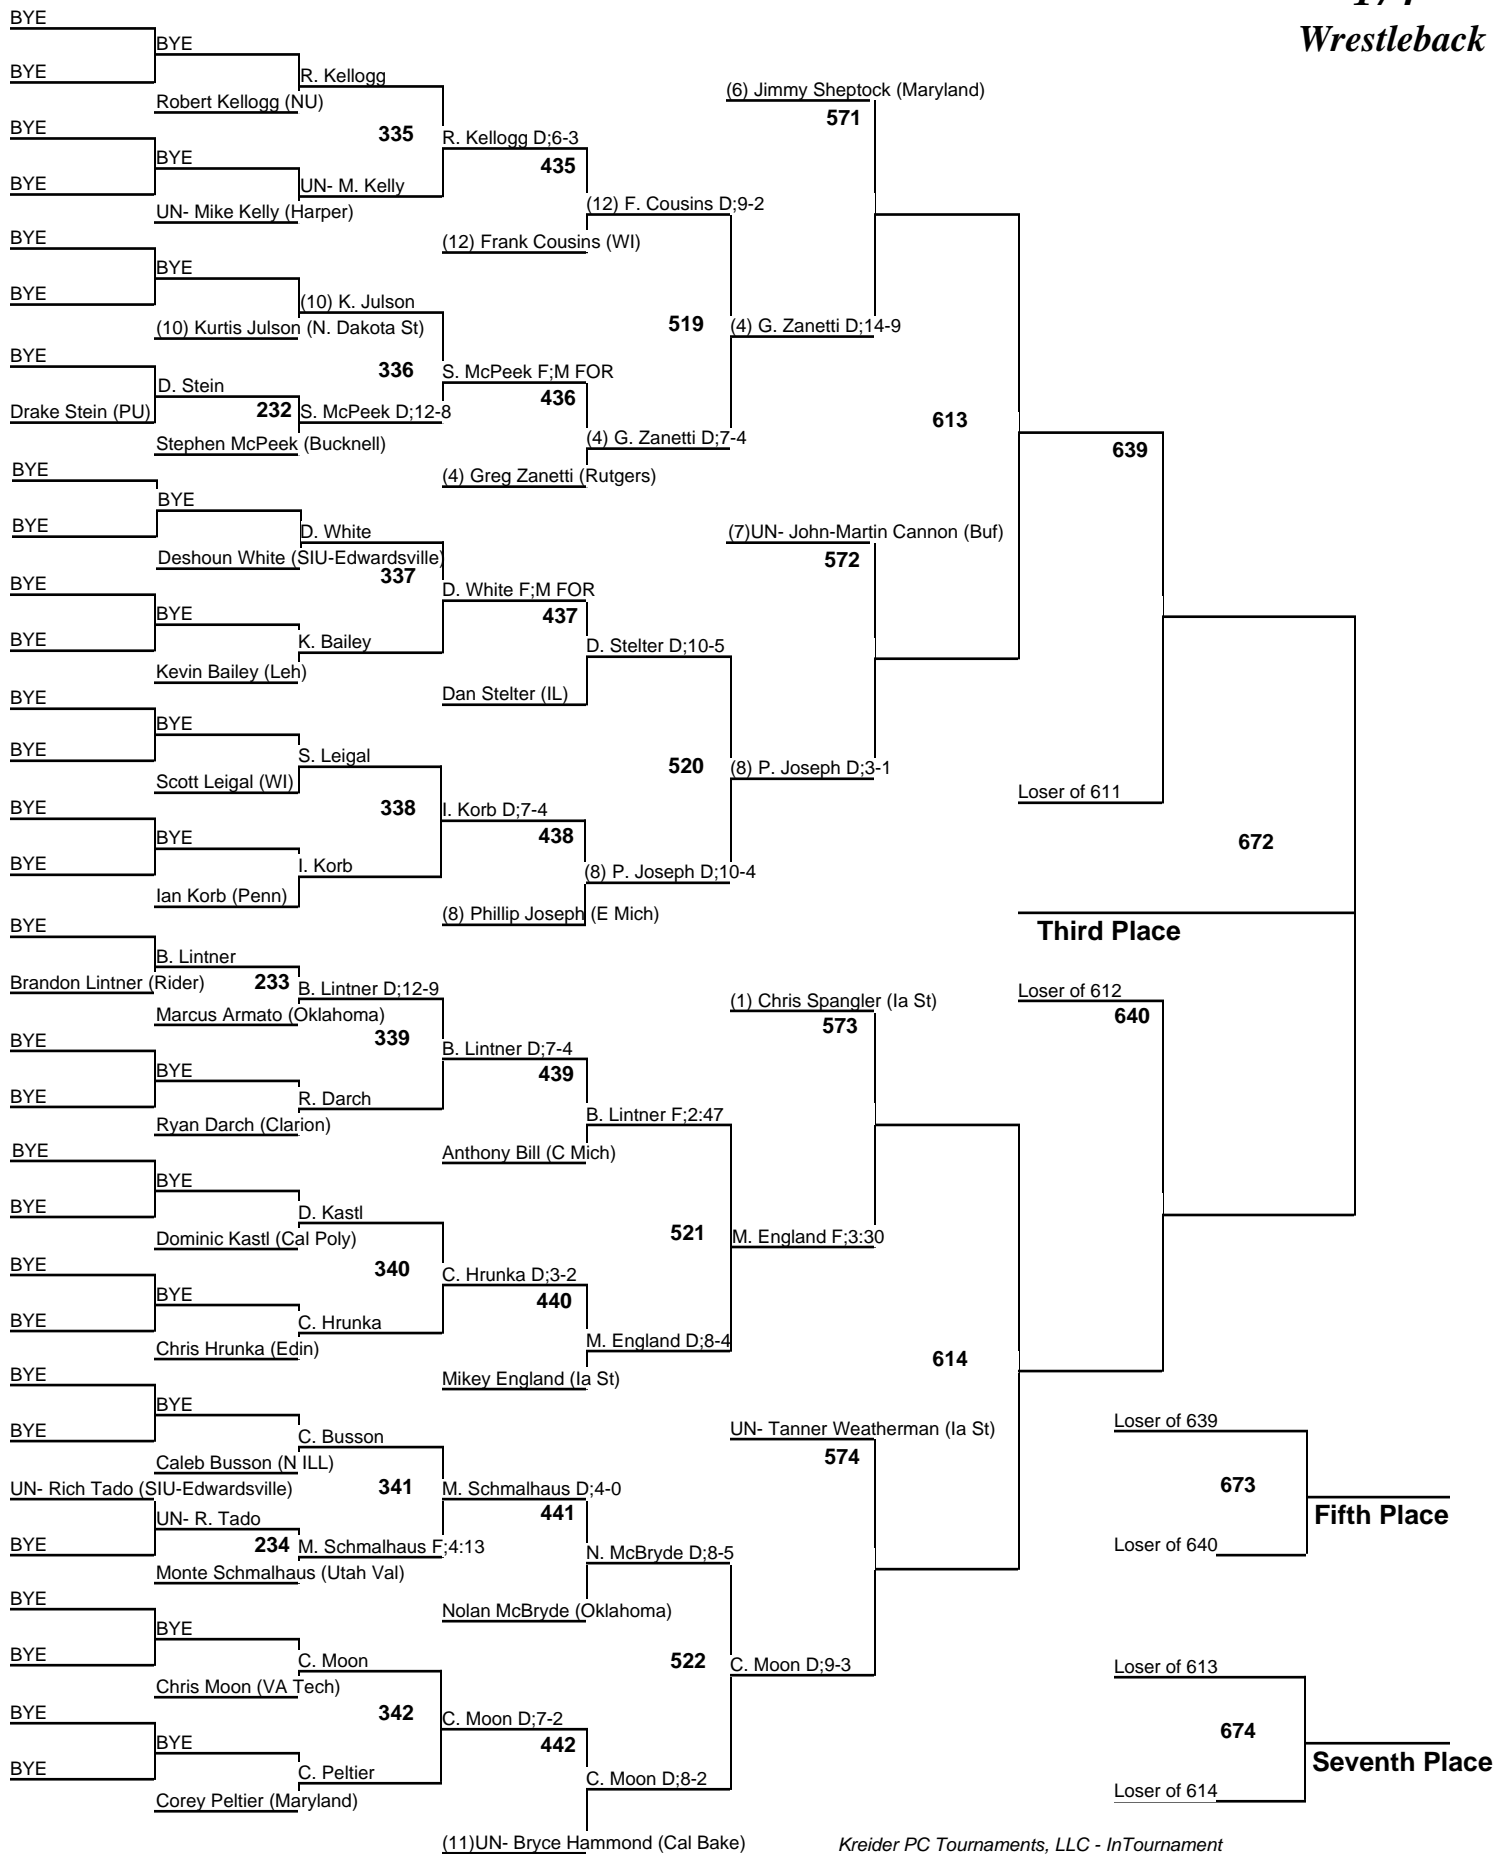 Wrestleback
BYE
BYE
BYE
R. Kellogg
Robert Kellogg (NU)
335
BYE
BYE
BYE
UN- M. Kelly
UN- Mike Kelly (Harper)
R. Kellogg D;6-3
435
(12) F. Cousins D;9-2
(12) Frank Cousins (WI)
BYE
BYE
BYE
(10) K. Julson
(10) Kurtis Julson (N. Dakota St)
336
BYE
D. Stein
Drake Stein (PU)
232
S. McPeek D;12-8
Stephen McPeek (Bucknell)
S. McPeek F;M FOR
436
(4) G. Zanetti D;7-4
(4) Greg Zanetti (Rutgers)
519
(4) G. Zanetti D;14-9
(6) Jimmy Sheptock (Maryland)
571
613
639
BYE
BYE
BYE
D. White
Deshoun White (SIU-Edwardsville)
337
BYE
BYE
BYE
K. Bailey
Kevin Bailey (Leh)
D. White F;M FOR
437
D. Stelter D;10-5
Dan Stelter (IL)
BYE
BYE
BYE
S. Leigal
Scott Leigal (WI)
338
BYE
BYE
BYE
I. Korb
Ian Korb (Penn)
I. Korb D;7-4
438
(8) P. Joseph D;10-4
(8) Phillip Joseph (E Mich)
520
(8) P. Joseph D;3-1
(7)UN- John-Martin Cannon (Buf)
572
Loser of 611
672
Third Place
BYE
B. Lintner
Brandon Lintner (Rider)
233
B. Lintner D;12-9
Marcus Armato (Oklahoma)
339
BYE
BYE
BYE
R. Darch
Ryan Darch (Clarion)
B. Lintner D;7-4
439
B. Lintner F;2:47
Anthony Bill (C Mich)
BYE
BYE
BYE
D. Kastl
Dominic Kastl (Cal Poly)
340
BYE
BYE
BYE
C. Hrunka
Chris Hrunka (Edin)
C. Hrunka D;3-2
440
M. England D;8-4
Mikey England (Ia St)
521
M. England F;3:30
(1) Chris Spangler (Ia St)
573
Loser of 612
640
614
BYE
BYE
BYE
C. Busson
Caleb Busson (N ILL)
341
UN- Rich Tado (SIU-Edwardsville)
UN- R. Tado
BYE
234
M. Schmalhaus F;4:13
Monte Schmalhaus (Utah Val)
M. Schmalhaus D;4-0
441
N. McBryde D;8-5
Nolan McBryde (Oklahoma)
BYE
BYE
BYE
C. Moon
Chris Moon (VA Tech)
342
BYE
BYE
BYE
C. Peltier
Corey Peltier (Maryland)
C. Moon D;7-2
442
C. Moon D;8-2
(11)UN- Bryce Hammond (Cal Bake)
522
C. Moon D;9-3
UN- Tanner Weatherman (Ia St)
574
Loser of 639
673
Fifth Place
Loser of 640
Loser of 613
674
Seventh Place
Loser of 614
Kreider PC Tournaments, LLC - InTournament